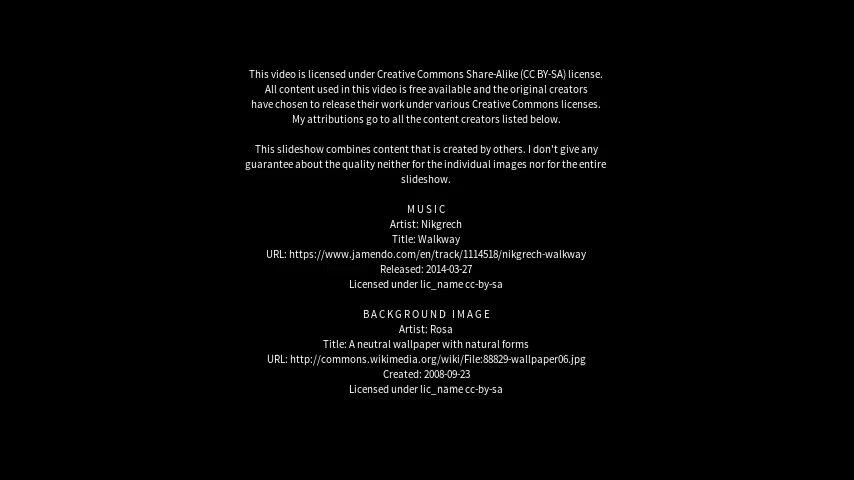 This video is licensed under Creative Commons Share-Alike (CC BY-SA) license.
All content used in this video is free available and the original creators
have chosen to release their work under various Creative Commons licenses.
My attributions go to all the content creators listed below.
This slideshow combines content that is created by others. I don't give any
guarantee about the quality neither for the individual images nor for the entire
slideshow.
MUSIC
Artist: Nikgrech
Title: Walkway
URL: https://www.jamendo.com/en/track/1114518/nikgrech-walkway
Released: 2014-03-27
Licensed under lic_name cc-by-sa
BACKGROUND IMAGE
Artist: Rosa
Title: A neutral wallpaper with natural forms
URL: http://commons.wikimedia.org/wiki/File:88829-wallpaper06.jpg
Created: 2008-09-23
Licensed under lic_name cc-by-sa